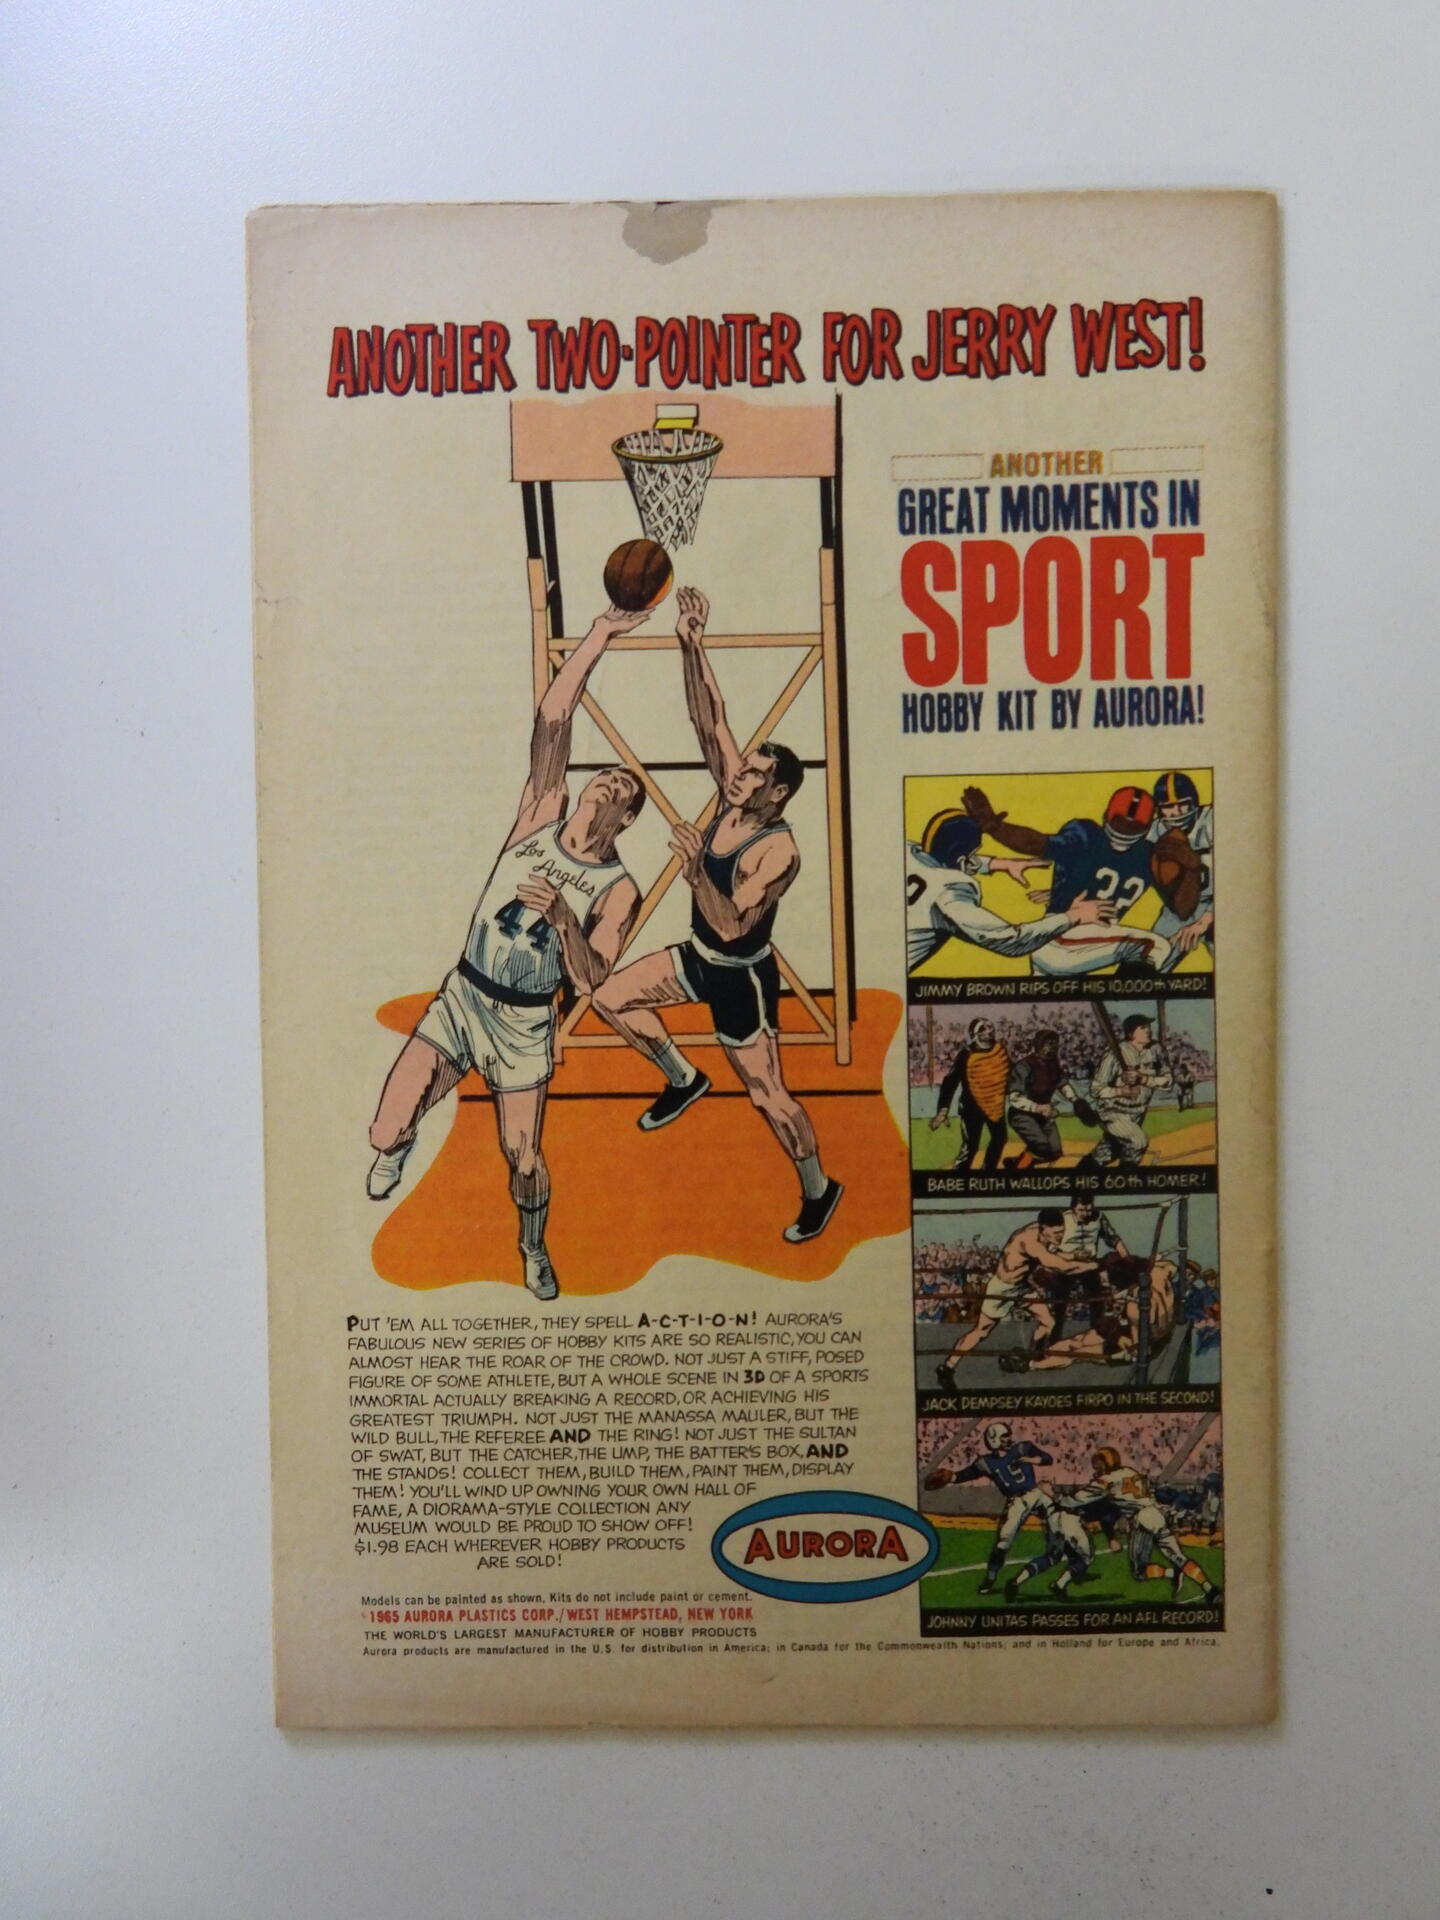 ANOTHER TWO-POINTER FOR JERRY WEST!
ANOTHER
GREAT MOMENTS IN
SPORT
HOBBY KIT BY AURORA!
Los
Angeles
44
32
JIMMY BROWN RIPS OFF HIS 10,000th YARD!
BABE RUTH WALLOPS HIS 60th HOMER!
JACK DEMPSEY KAYOES FIRPO IN THE SECOND!
19
JOHNNY UNITAS PASSES FOR AN AFL RECORD!
PUT 'EM ALL TOGETHER, THEY SPELL A-C-T-I-O-N! AURORA'S
FABULOUS NEW SERIES OF HOBBY KITS ARE SO REALISTIC, YOU CAN
ALMOST HEAR THE ROAR OF THE CROWD. NOT JUST A STIFF, POSED
FIGURE OF SOME ATHLETE, BUT A WHOLE SCENE IN 3D OF A SPORTS
IMMORTAL ACTUALLY BREAKING A RECORD, OR ACHIEVING HIS
GREATEST TRIUMPH. NOT JUST THE MANASSA MAULER, BUT THE
WILD BULL, THE REFEREE AND THE RING! NOT JUST THE SULTAN
OF SWAT, BUT THE CATCHER, THE UMP, THE BATTER'S BOX, AND
THE STANDS! COLLECT THEM, BUILD THEM, PAINT THEM, DISPLAY
THEM! YOU'LL WIND UP OWNING YOUR OWN HALL OF
FAME, A DIORAMA-STYLE COLLECTION ANY
MUSEUM WOULD BE PROUD TO SHOW OFF!
$1.98 EACH WHEREVER HOBBY PRODUCTS
ARE SOLD!
AURORA
Models can be painted as shown. Kits do not include paint or cement.
©1965 AURORA PLASTICS CORP./WEST HEMPSTEAD, NEW YORK
THE WORLD'S LARGEST MANUFACTURER OF HOBBY PRODUCTS
Aurora products are manufactured in the U.S. for distribution in America; in Canada for the Commonwealth Nations; and in Holland for Europe and Africa.